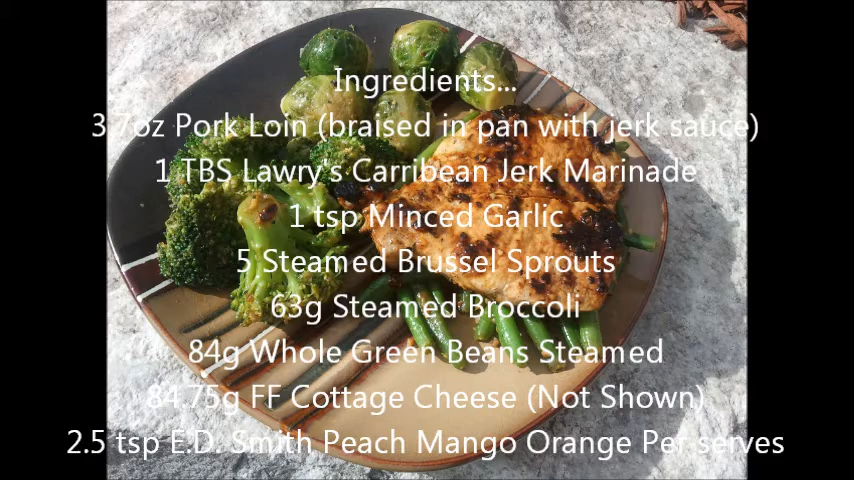 Ingredients...
3.7oz Pork Loin (braised in pan with jerk sauce)
1 TBS Lawry's Carribean Jerk Marinade
1 tsp Minced Garlic
5 Steamed Brussel Sprouts
63g Steamed Broccoli
84g Whole Green Beans Steamed
84.75g FF Cottage Cheese (Not Shown)
2.5 tsp E.D. Smith Peach Mango Orange Per serves